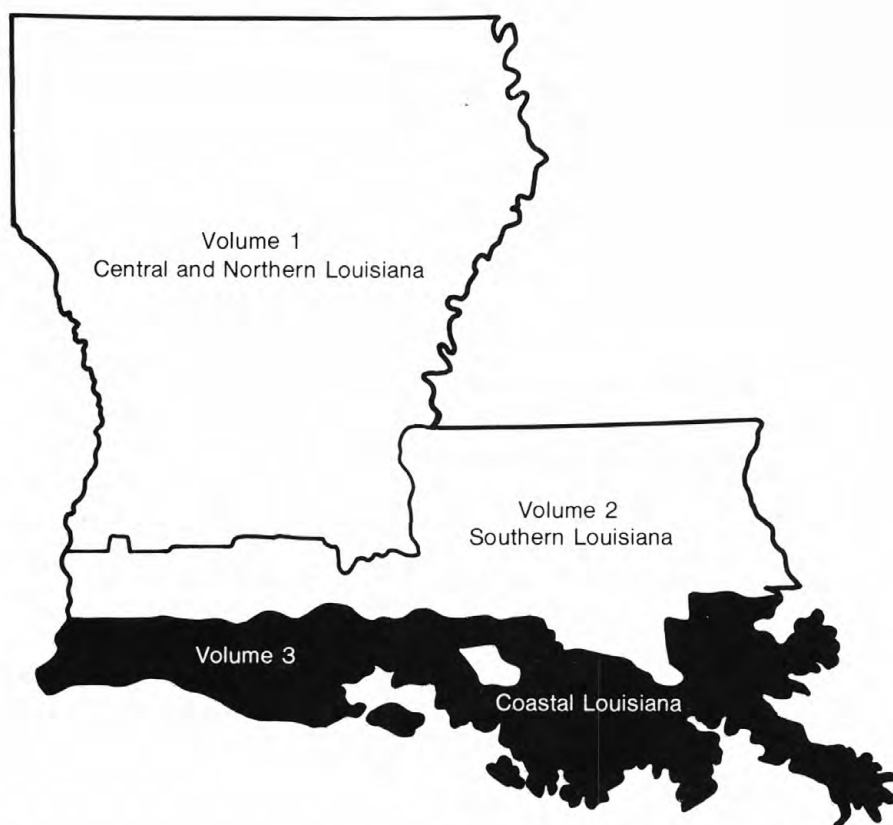 Volume 1
Central and Northern Louisiana
Volume 2
Southern Louisiana
Volume 3
Coastal Louisiana